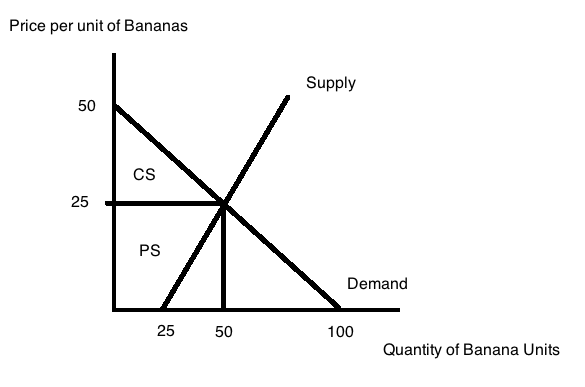 Price per unit of Bananas
Supply
50
CS
25
PS
Demand
25 50 100
Quantity of Banana Units